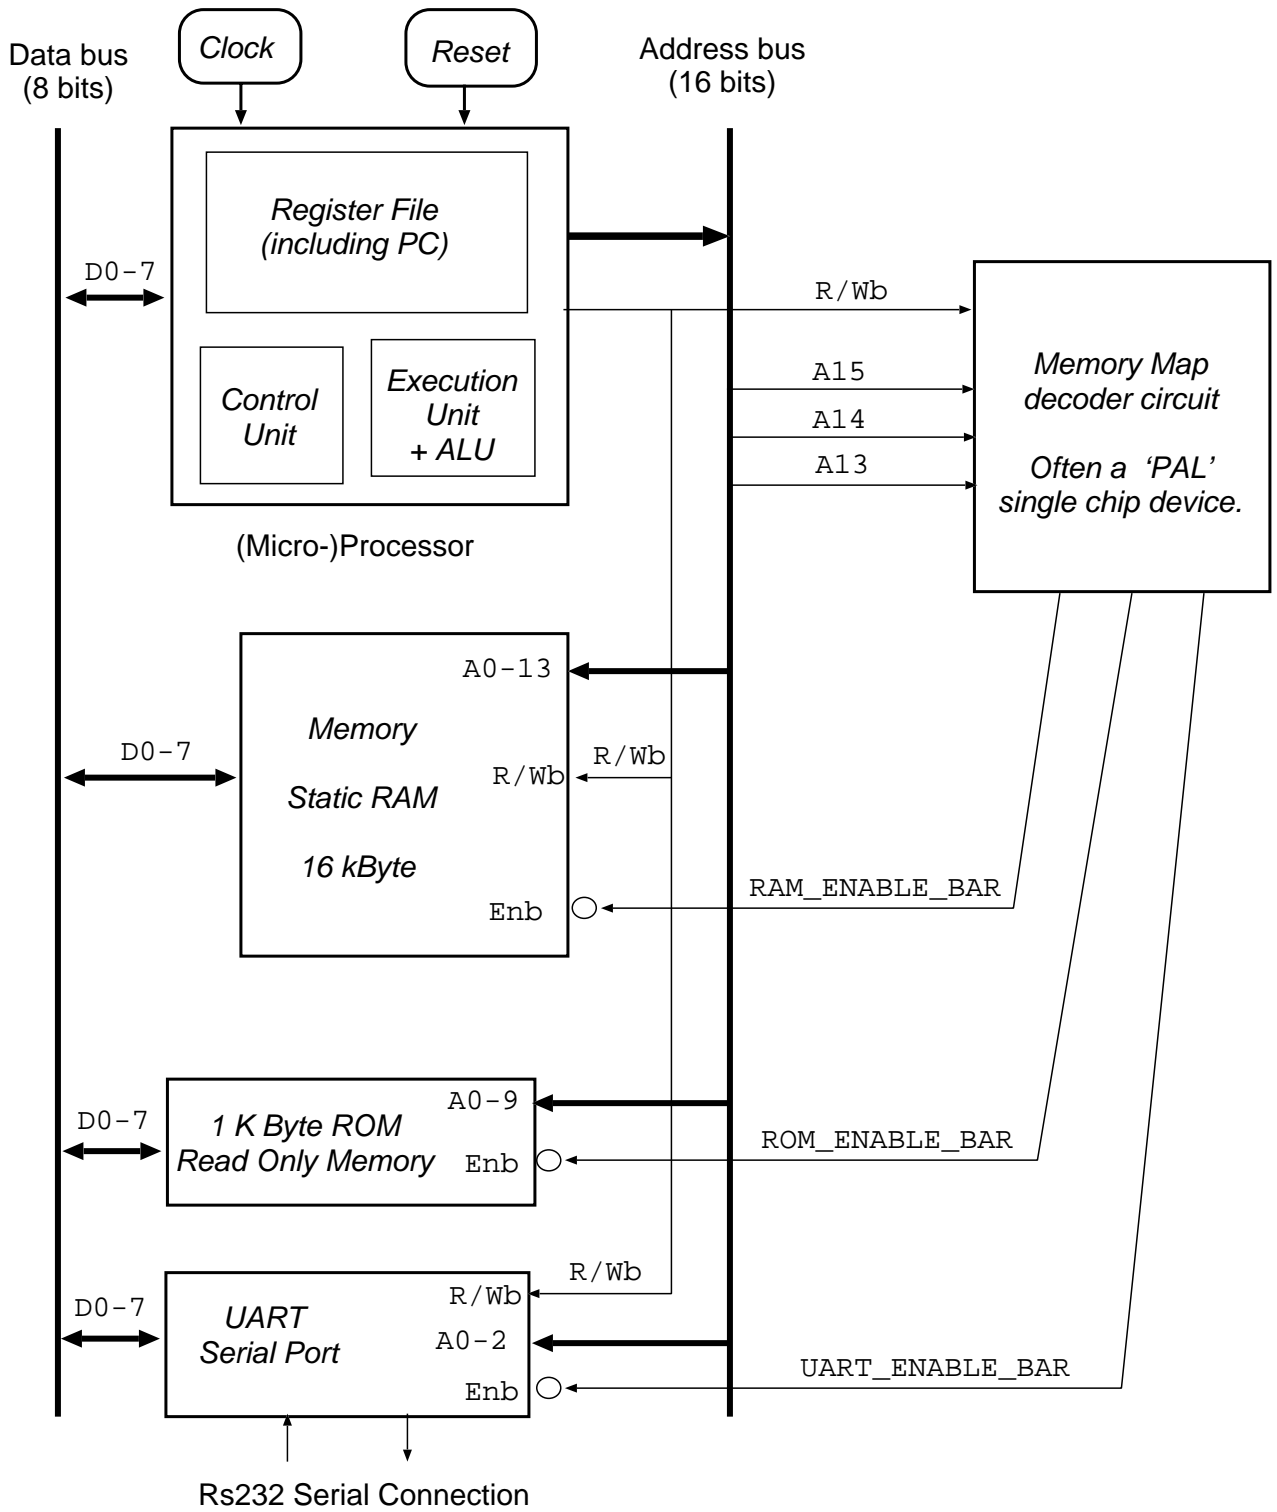 Data bus
(8 bits)
Clock
Reset
Address bus
(16 bits)
Register File
(including PC)
D0-7
Control
Unit
Execution
Unit
+ ALU
(Micro-)Processor
R/Wb
A15
A14
A13
Memory Map
decoder circuit
Often a ‘PAL’
single chip device.
A0-13
Memory
Static RAM
16 kByte
D0-7
R/Wb
R/Wb
Enb
RAM_ENABLE_BAR
A0-9
D0-7
1 K Byte ROM
Read Only Memory
Enb
ROM_ENABLE_BAR
R/Wb
R/Wb
D0-7
UART
Serial Port
A0-2
Enb
UART_ENABLE_BAR
Rs232 Serial Connection